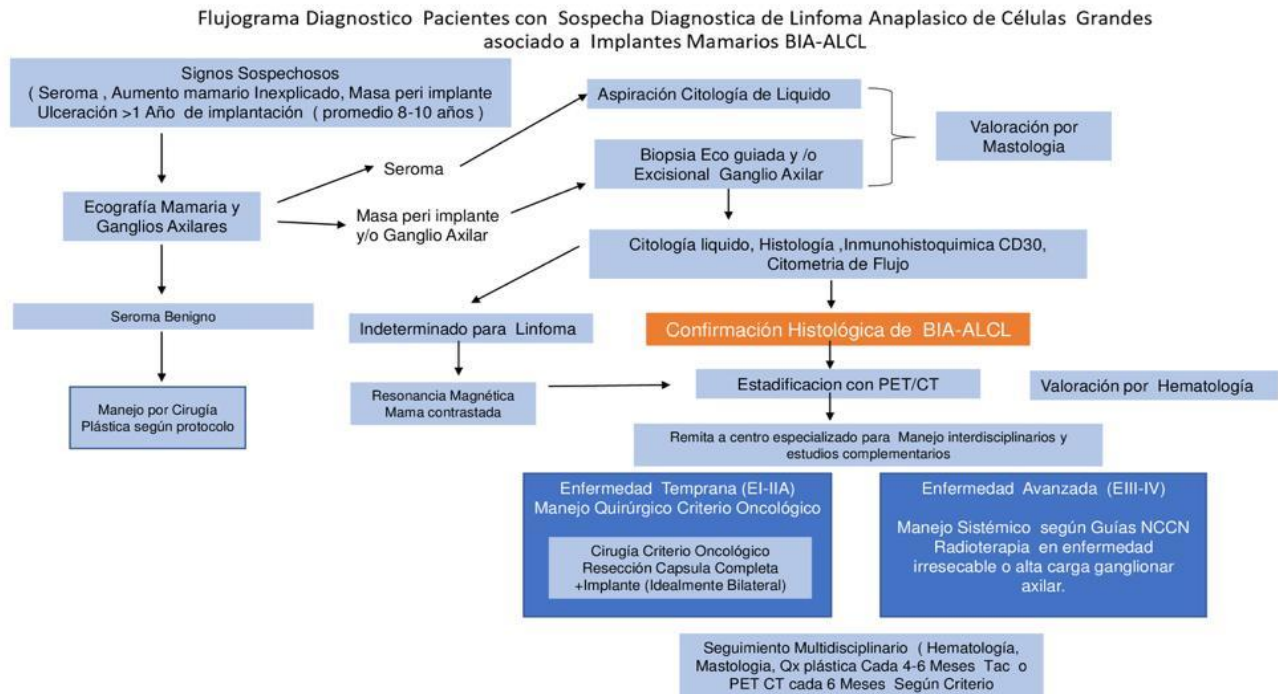 Flujograma Diagnostico Pacientes con Sospecha Diagnostica de Linfoma Anaplasico de Células Grandes
asociado a Implantes Mamarios BIA-ALCL
Signos Sospechosos
( Seroma , Aumento mamario Inexplicado, Masa peri implante
Ulceración >1 Año de implantación ( promedio 8-10 años )
Aspiración Citología de Liquido
Valoración por
Mastologia
Seroma
Biopsia Eco guiada y /o
Excisional Ganglio Axilar
Ecografía Mamaria y
Ganglios Axilares
Masa peri implante
y/o Ganglio Axilar
Citología liquido, Histología ,Inmunohistoquimica CD30,
Citometria de Flujo
Seroma Benigno
Indeterminado para Linfoma
Confirmación Histológica de BIA-ALCL
Manejo por Cirugía
Plástica según protocolo
Resonancia Magnética
Mama contrastada
Estadificacion con PET/CT
Valoración por Hematología
Remita a centro especializado para Manejo interdisciplinarios y
estudios complementarios
Enfermedad Temprana (EI-IIA)
Manejo Quirúrgico Criterio Oncológico
Cirugía Criterio Oncológico
Resección Capsula Completa
+Implante (Idealmente Bilateral)
Enfermedad Avanzada (EIII-IV)
Manejo Sistémico según Guías NCCN
Radioterapia en enfermedad
irresecable o alta carga ganglionar
axilar.
Seguimiento Multidisciplinario ( Hematología,
Mastologia, Qx plástica Cada 4-6 Meses Tac o
PET CT cada 6 Meses Según Criterio